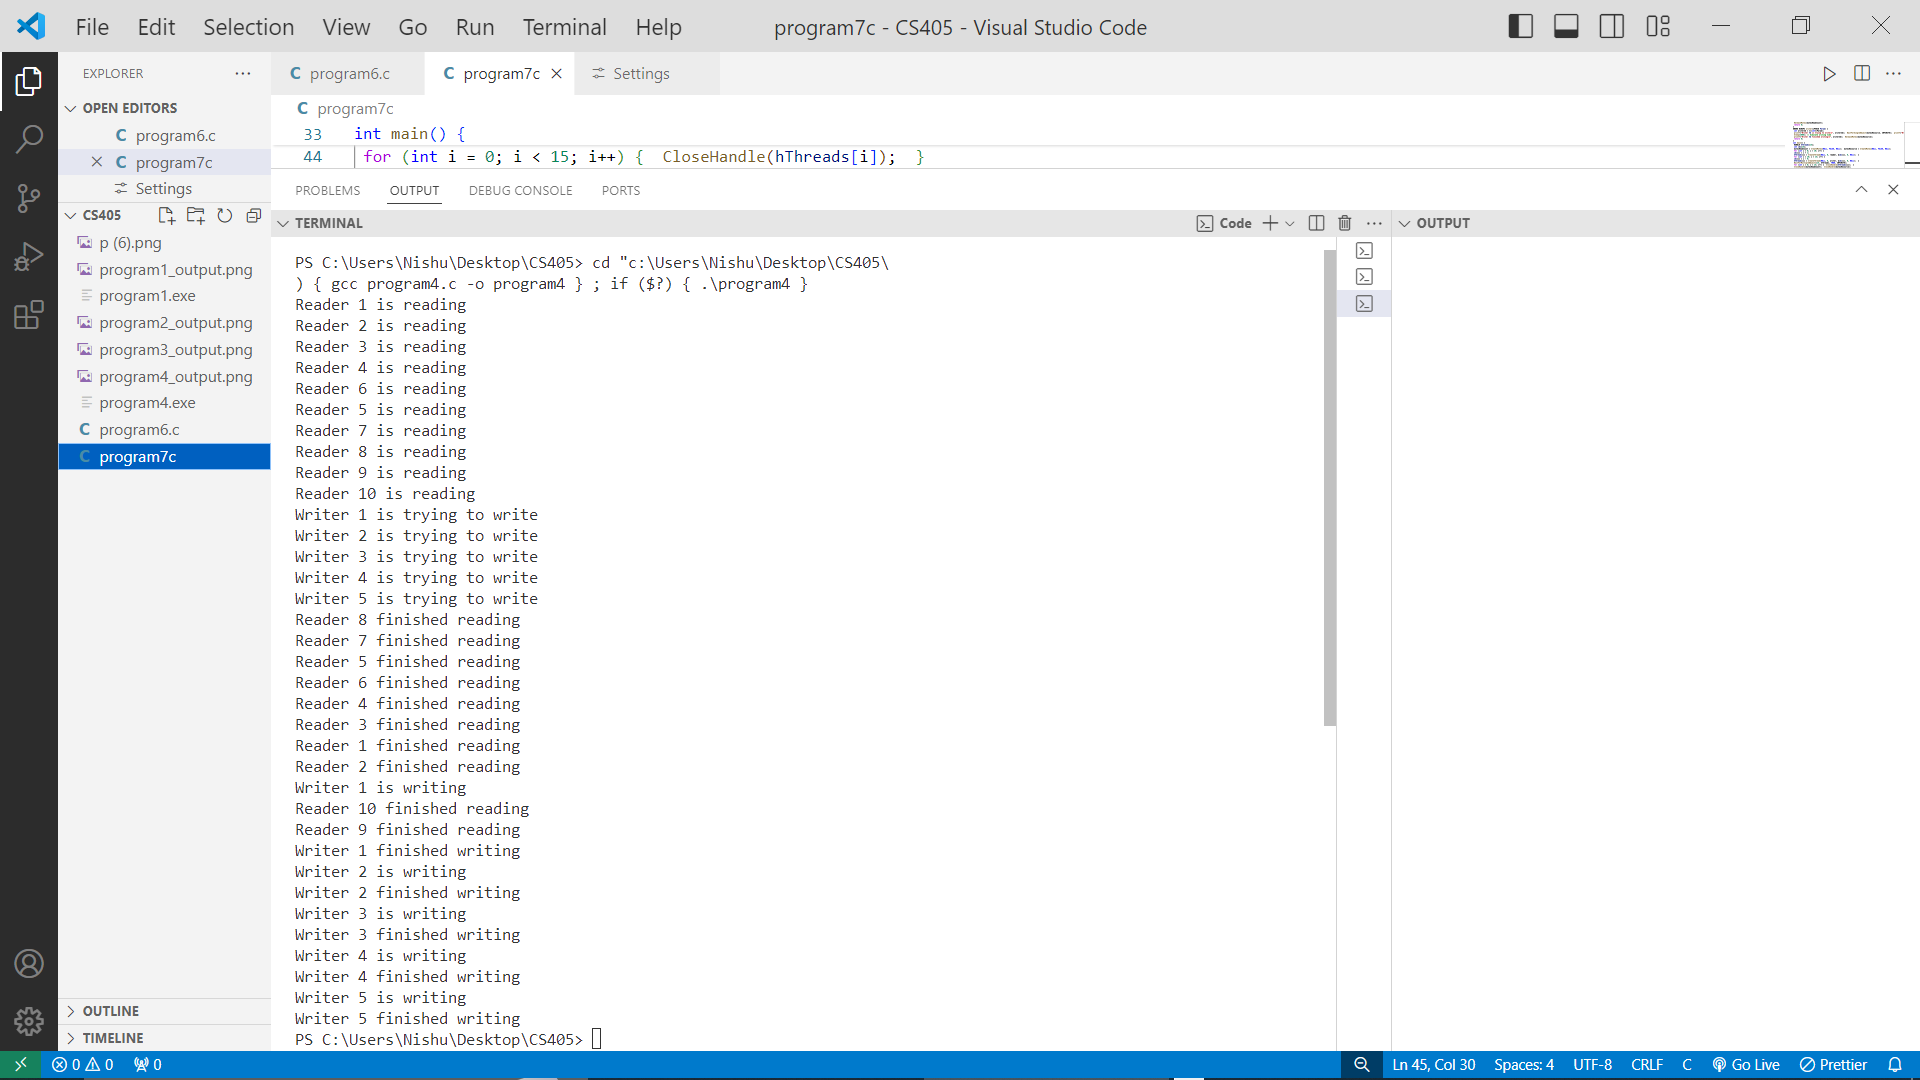 File Edit Selection View Go Run Terminal Help program7c - CS405 - Visual Studio Code
EXPLORER
OPEN EDITORS
program6.c
program7c
Settings
CS405
p (6).png
program1_output.png
program1.exe
program2_output.png
program3_output.png
program4_output.png
program4.exe
C program6.c
C program7c
OUTLINE
TIMELINE
C program6.c C program7c Settings
C program7c
33 int main() {
44 for (int i = 0; i < 15; i++) { CloseHandle(hThreads[i]); }
PROBLEMS OUTPUT DEBUG CONSOLE PORTS
TERMINAL Code OUTPUT
PS C:\Users\Nishu\Desktop\CS405> cd "c:\Users\Nishu\Desktop\CS405\
) { gcc program4.c -o program4 } ; if ($?) { .\program4 }
Reader 1 is reading
Reader 2 is reading
Reader 3 is reading
Reader 4 is reading
Reader 6 is reading
Reader 5 is reading
Reader 7 is reading
Reader 8 is reading
Reader 9 is reading
Reader 10 is reading
Writer 1 is trying to write
Writer 2 is trying to write
Writer 3 is trying to write
Writer 4 is trying to write
Writer 5 is trying to write
Reader 8 finished reading
Reader 7 finished reading
Reader 5 finished reading
Reader 6 finished reading
Reader 4 finished reading
Reader 3 finished reading
Reader 1 finished reading
Reader 2 finished reading
Writer 1 is writing
Reader 10 finished reading
Reader 9 finished reading
Writer 1 finished writing
Writer 2 is writing
Writer 2 finished writing
Writer 3 is writing
Writer 3 finished writing
Writer 4 is writing
Writer 4 finished writing
Writer 5 is writing
Writer 5 finished writing
PS C:\Users\Nishu\Desktop\CS405>
0 0 0 Ln 45, Col 30 Spaces: 4 UTF-8 CRLF C Go Live Prettier